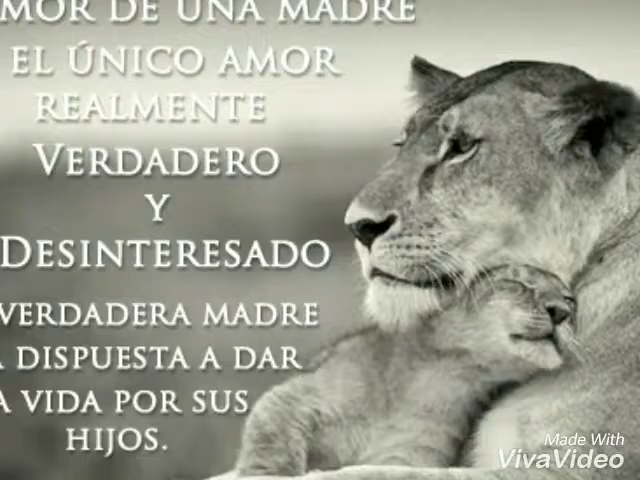 MOR DE UNA MADRE
EL ÚNICO AMOR
REALMENTE
VERDADERO
Y
DESINTERESADO
VERDADERA MADRE
A DISPUESTA A DAR
A VIDA POR SUS
HIJOS.
Made With
VivaVideo